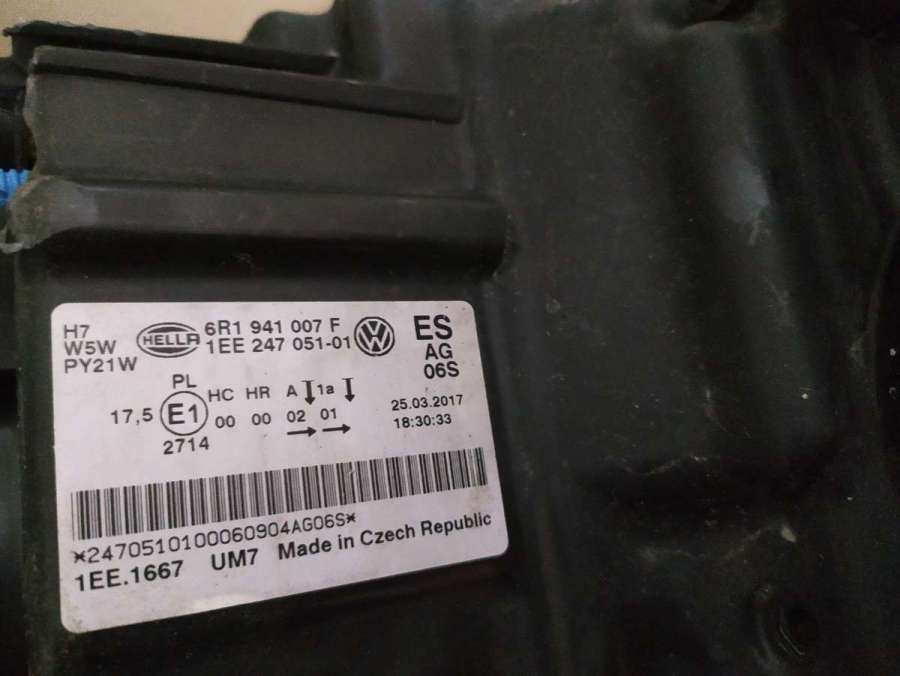 H7
W5W
PY21W
HELLA
6R1 941 007 F
1EE 247 051-01
ES
AG
06S
PL
HC HR A 1a
17,5 E1 00 00 02 01
2714
25.03.2017
18:30:33
*2470510100060904AG06S*
1EE.1667 UM7 Made in Czech Republic